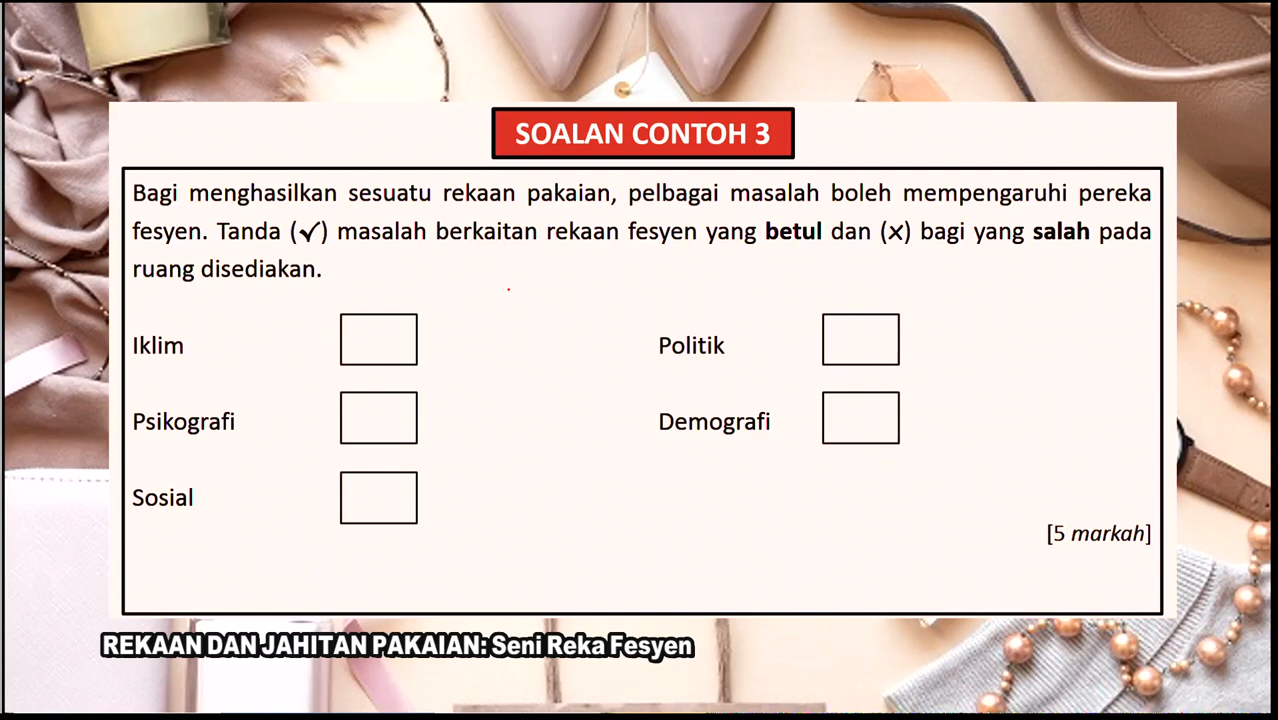 SOALAN CONTOH 3
Bagi menghasilkan sesuatu rekaan pakaian, pelbagai masalah boleh mempengaruhi pereka
fesyen. Tanda (✓) masalah berkaitan rekaan fesyen yang betul dan (×) bagi yang salah pada
ruang disediakan.
Iklim
Politik
Psikografi
Demografi
Sosial
[5 markah]
REKAAN DAN JAHITAN PAKAIAN: Seni Reka Fesyen